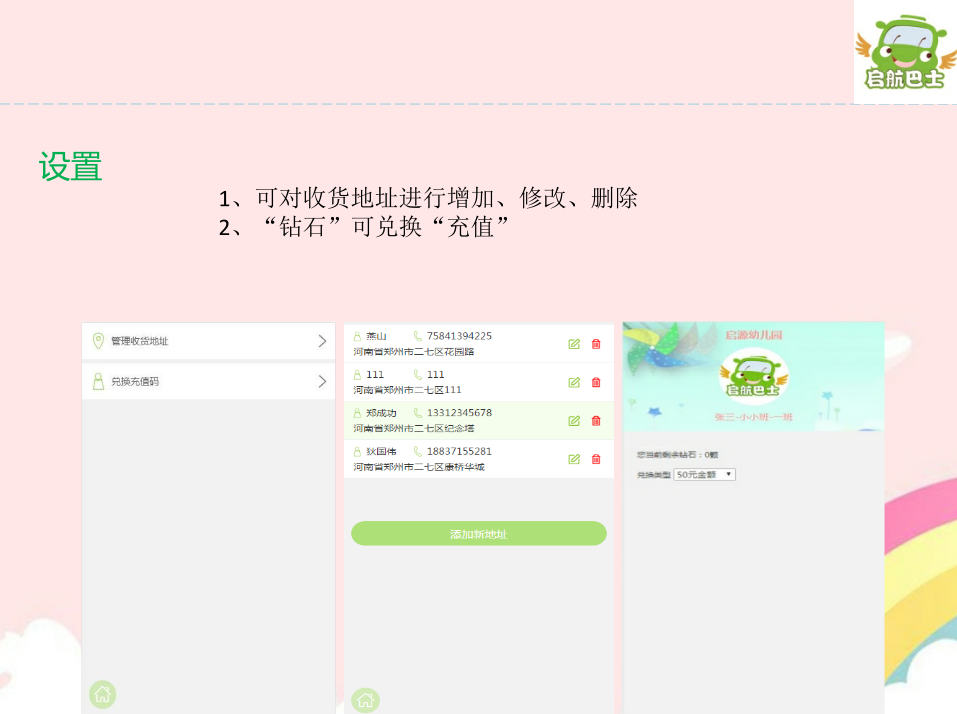 启航巴士
设置
1、可对收货地址进行增加、修改、删除
2、“钻石”可兑换“充值”
管理收货地址
兑换充值码
燕山 75841394225
河南省郑州市二七区花园路
111 111
河南省郑州市二七区111
郑成功 13312345678
河南省郑州市二七区纪念塔
狄国伟 18837155281
河南省郑州市二七区康桥华城
添加新地址
启源幼儿园
启航巴士
张三-小小班-一班
您当前剩余钻石：0颗
兑换类型 50元金额